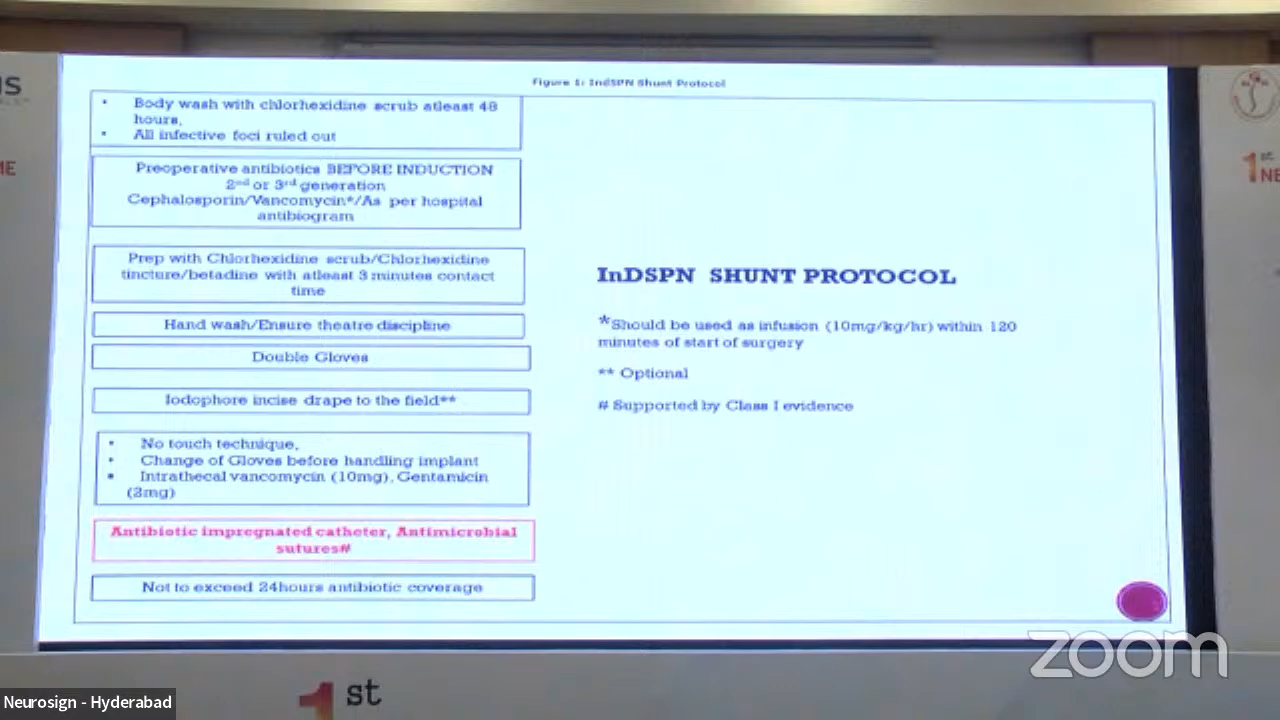 Figure 1: IndSPN Shunt Protocol
• Body wash with chlorhexidine scrub atleast 48
hours,
• All infective foci ruled out
Preoperative antibiotics BEFORE INDUCTION
2nd or 3rd generation
Cephalosporin/Vancomycin*/As per hospital
antibiogram
Prep with Chlorhexidine scrub/Chlorhexidine
tincture/betadine with atleast 3 minutes contact
time
Hand wash/Ensure theatre discipline
Double Gloves
Iodophore incise drape to the field**
• No touch technique,
• Change of Gloves before handling implant
• Intrathecal vancomycin (10mg), Gentamicin
(3mg)
Antibiotic impregnated catheter, Antimicrobial
sutures#
Not to exceed 24hours antibiotic coverage
InDSPN SHUNT PROTOCOL
*Should be used as infusion (10mg/kg/hr) within 120
minutes of start of surgery
** Optional
# Supported by Class I evidence
1st
NE
1st
zoom
Neurosign - Hyderabad